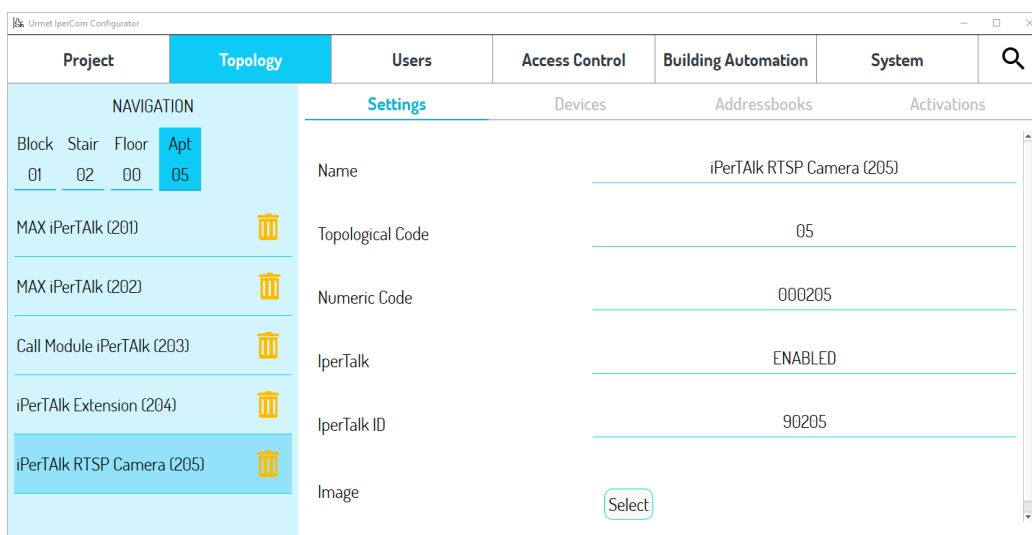 Urmet IperCom Configurator
Project Topology Users Access Control Building Automation System
NAVIGATION
Block Stair Floor Apt
01 02 00 05
MAX iPerTAlk (201)
MAX iPerTAlk (202)
Call Module iPerTAlk (203)
iPerTAlk Extension (204)
iPerTAlk RTSP Camera (205)
Settings Devices Addressbooks Activations
Name iPerTAlk RTSP Camera (205)
Topological Code 05
Numeric Code 000205
IperTalk ENABLED
IperTalk ID 90205
Image Select